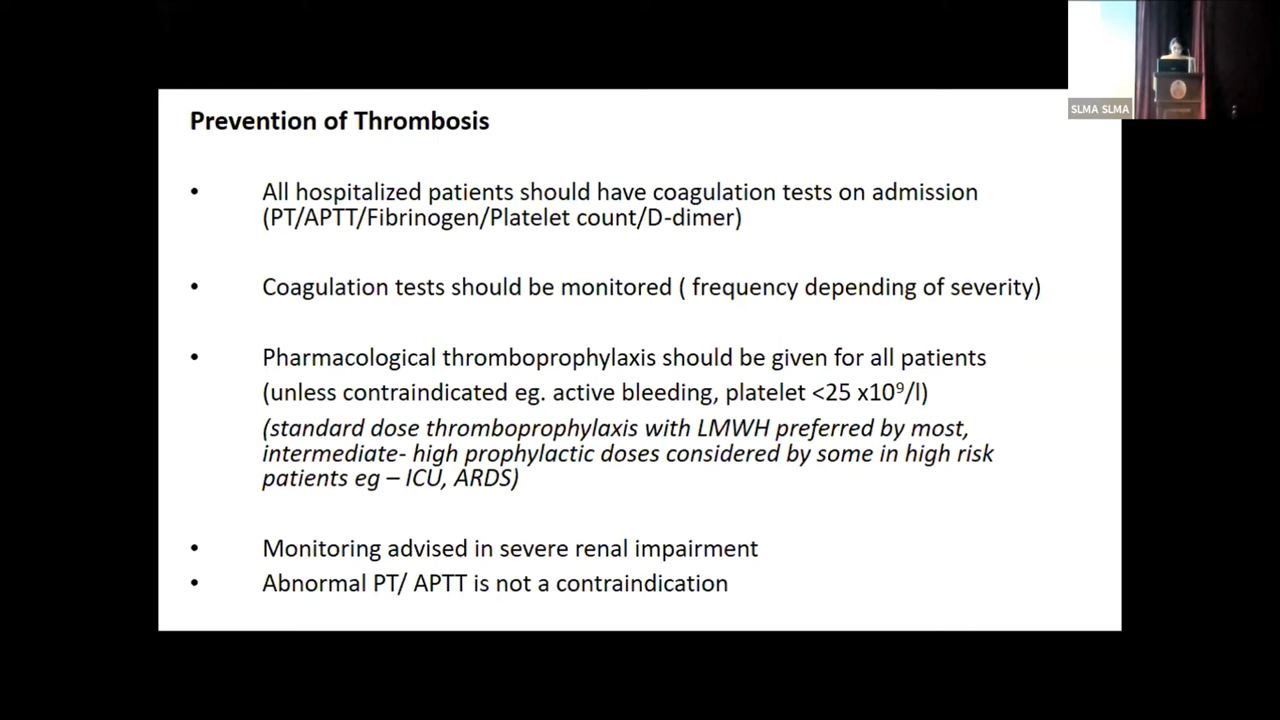 SLMA SLMA
Prevention of Thrombosis
• All hospitalized patients should have coagulation tests on admission
(PT/APTT/Fibrinogen/Platelet count/D-dimer)
• Coagulation tests should be monitored ( frequency depending of severity)
• Pharmacological thromboprophylaxis should be given for all patients
(unless contraindicated eg. active bleeding, platelet <25 x10⁹/l)
(standard dose thromboprophylaxis with LMWH preferred by most,
intermediate- high prophylactic doses considered by some in high risk
patients eg – ICU, ARDS)
• Monitoring advised in severe renal impairment
• Abnormal PT/ APTT is not a contraindication